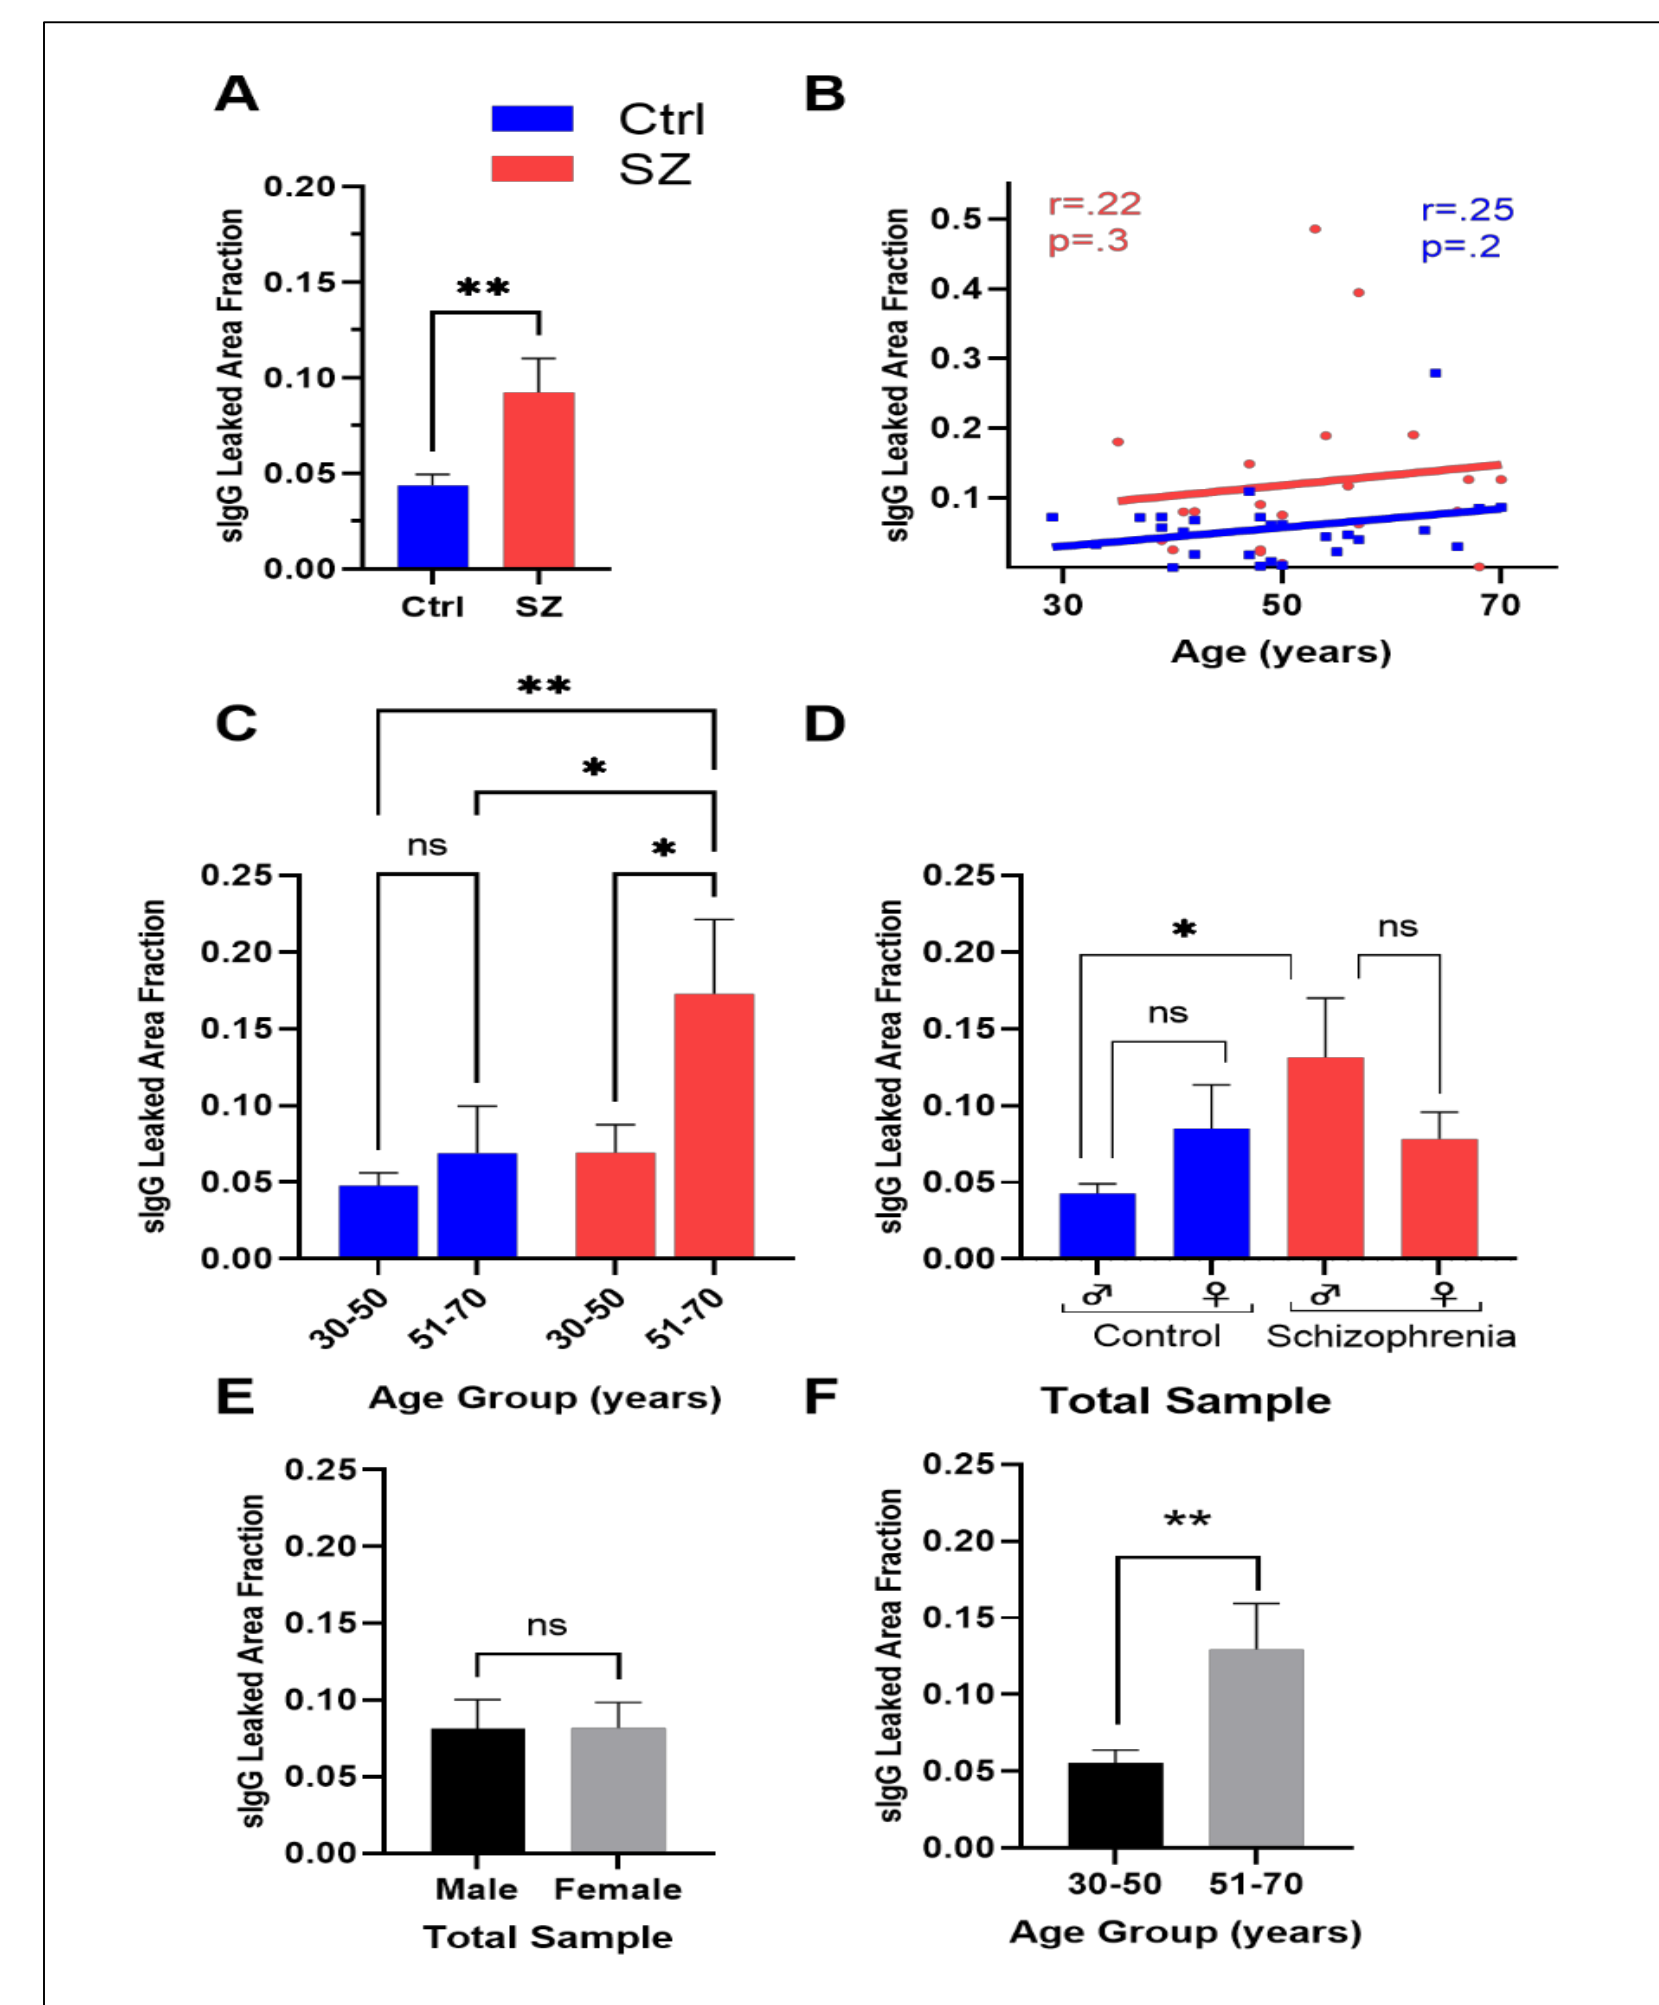 A
Ctrl
SZ
sIgG Leaked Area Fraction
0.20
0.15
0.10
0.05
0.00
**
Ctrl SZ
B
sIgG Leaked Area Fraction
0.5
0.4
0.3
0.2
0.1
r=.22
p=.3
r=.25
p=.2
30 50 70
Age (years)
C
**
*
*
ns
sIgG Leaked Area Fraction
0.25
0.20
0.15
0.10
0.05
0.00
30-50 51-70 30-50 51-70
Age Group (years)
D
sIgG Leaked Area Fraction
0.25
0.20
0.15
0.10
0.05
0.00
*
ns
ns
♂ ♀ ♂ ♀
Control Schizophrenia
Total Sample
E
sIgG Leaked Area Fraction
0.25
0.20
0.15
0.10
0.05
0.00
ns
Male Female
Total Sample
F
sIgG Leaked Area Fraction
0.25
0.20
0.15
0.10
0.05
0.00
**
30-50 51-70
Age Group (years)